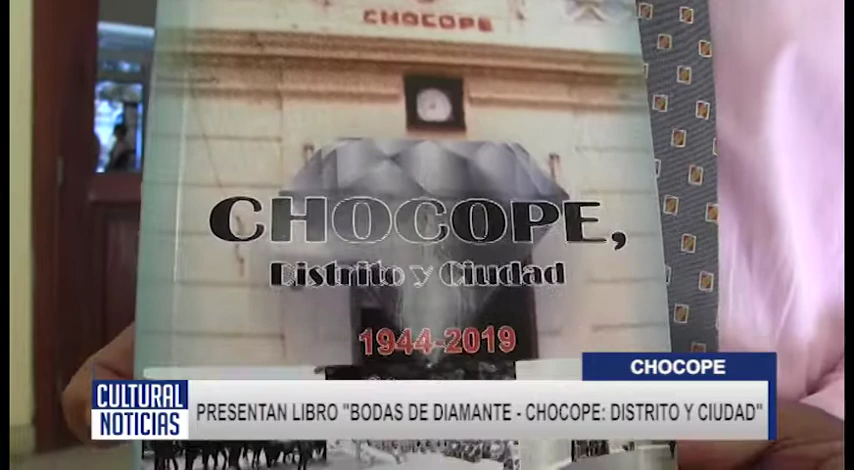 CHOCOPE
CHOCOPE,
Distrito y Ciudad
1944-2019
CHOCOPE
CULTURAL
NOTICIAS
PRESENTAN LIBRO "BODAS DE DIAMANTE - CHOCOPE: DISTRITO Y CIUDAD"